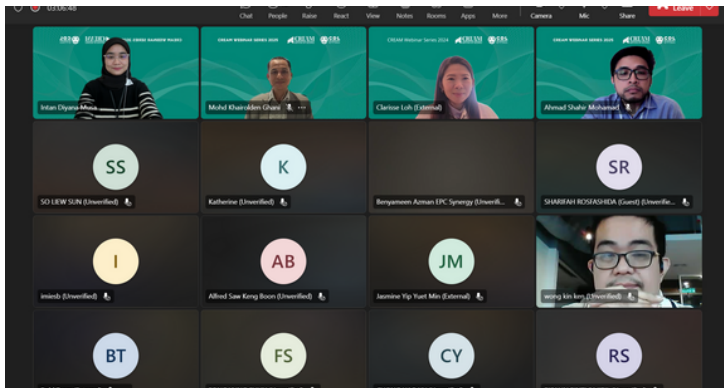 03:06:48
Chat People Raise React View Notes Rooms Apps More Camera Mic Share Leave
CREAM WEBINAR SERIES 2025 CREAM
CREAM Webinar Series 2024 CREAM
CREAM WEBINAR SERIES 2025 CREAM
Intan Diyana Musa
Mohd Khairolden Ghani
Clarisse Loh (External)
Ahmad Shahir Mohamad
SS
K
SR
SO LIEW SUN (Unverified)
Katherine (Unverified)
Benyameen Azman EPC Synergy (Unverifi...
SHARIFAH ROSFASHIDA (Guest) (Unverifie...
I
AB
JM
imiesb (Unverified)
Alfred Saw Keng Boon (Unverified)
Jasmine Yip Yuet Min (External)
wong kin ken (Unverified)
BT
FS
CY
RS